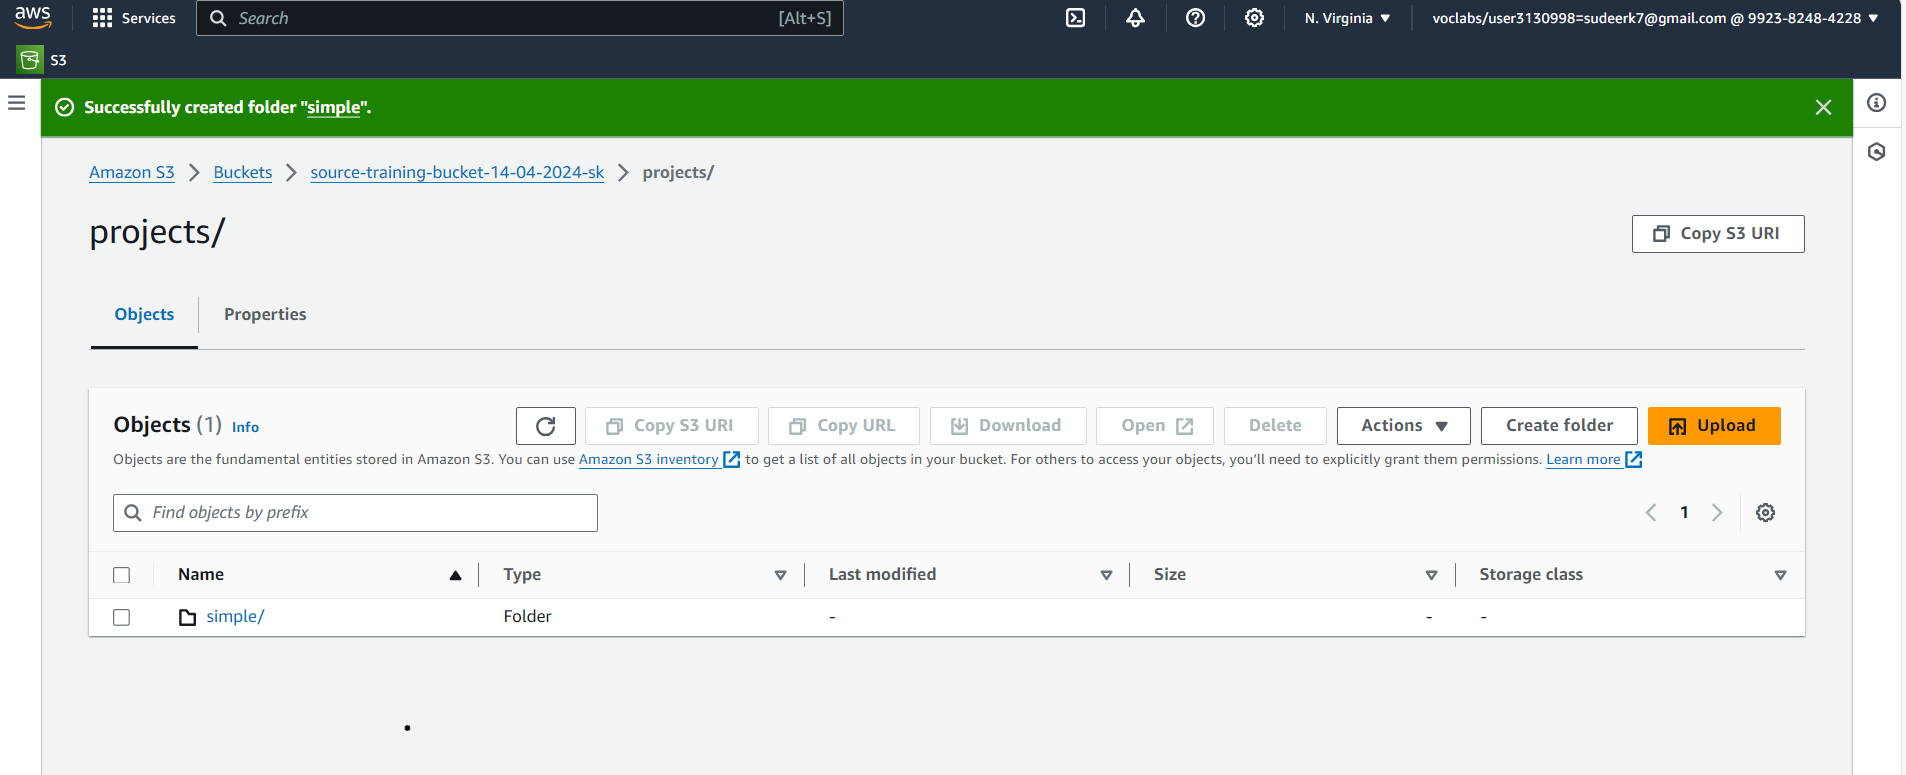 aws Services Search [Alt+S] N. Virginia ▼ voclabs/user3130998=sudeerk7@gmail.com @ 9923-8248-4228 ▼
S3
Successfully created folder "simple".
Amazon S3 > Buckets > source-training-bucket-14-04-2024-sk > projects/
projects/
Copy S3 URI
Objects Properties
Objects (1) Info Copy S3 URI Copy URL Download Open Delete Actions ▼ Create folder Upload
Objects are the fundamental entities stored in Amazon S3. You can use Amazon S3 inventory to get a list of all objects in your bucket. For others to access your objects, you’ll need to explicitly grant them permissions. Learn more
Find objects by prefix < 1 >
Name Type Last modified Size Storage class
simple/ Folder - - -